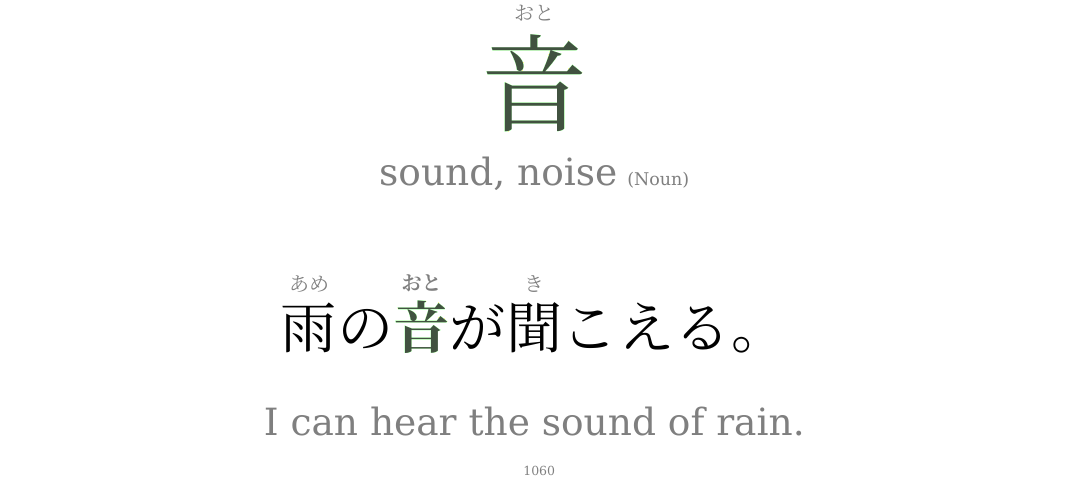 おと
音
sound, noise (Noun)
あめ おと き
雨の音が聞こえる。
I can hear the sound of rain.
1060